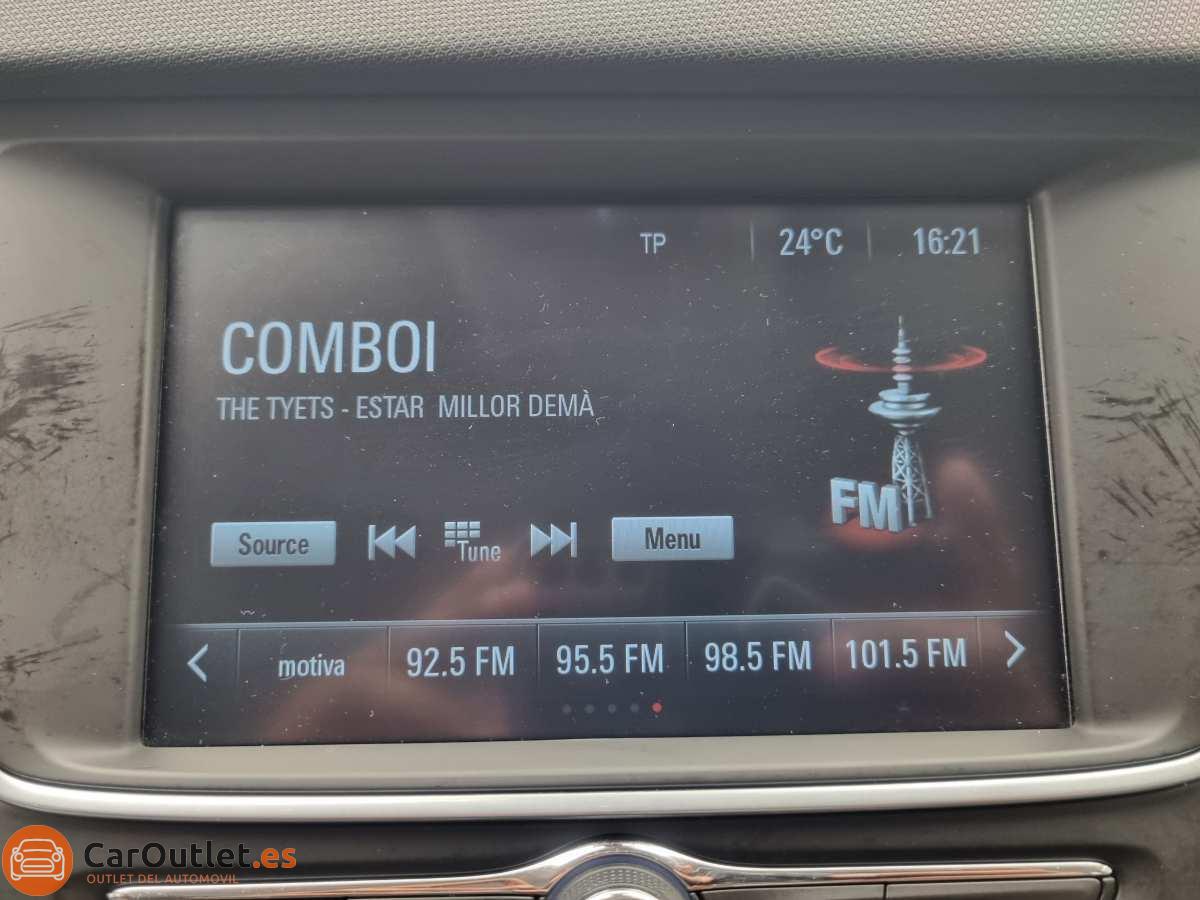 TP 24°C 16:21
COMBOI
THE TYETS - ESTAR MILLOR DEMÀ
FM
Source Tune Menu
motiva 92.5 FM 95.5 FM 98.5 FM 101.5 FM
CarOutlet.es
OUTLET DEL AUTOMOVIL